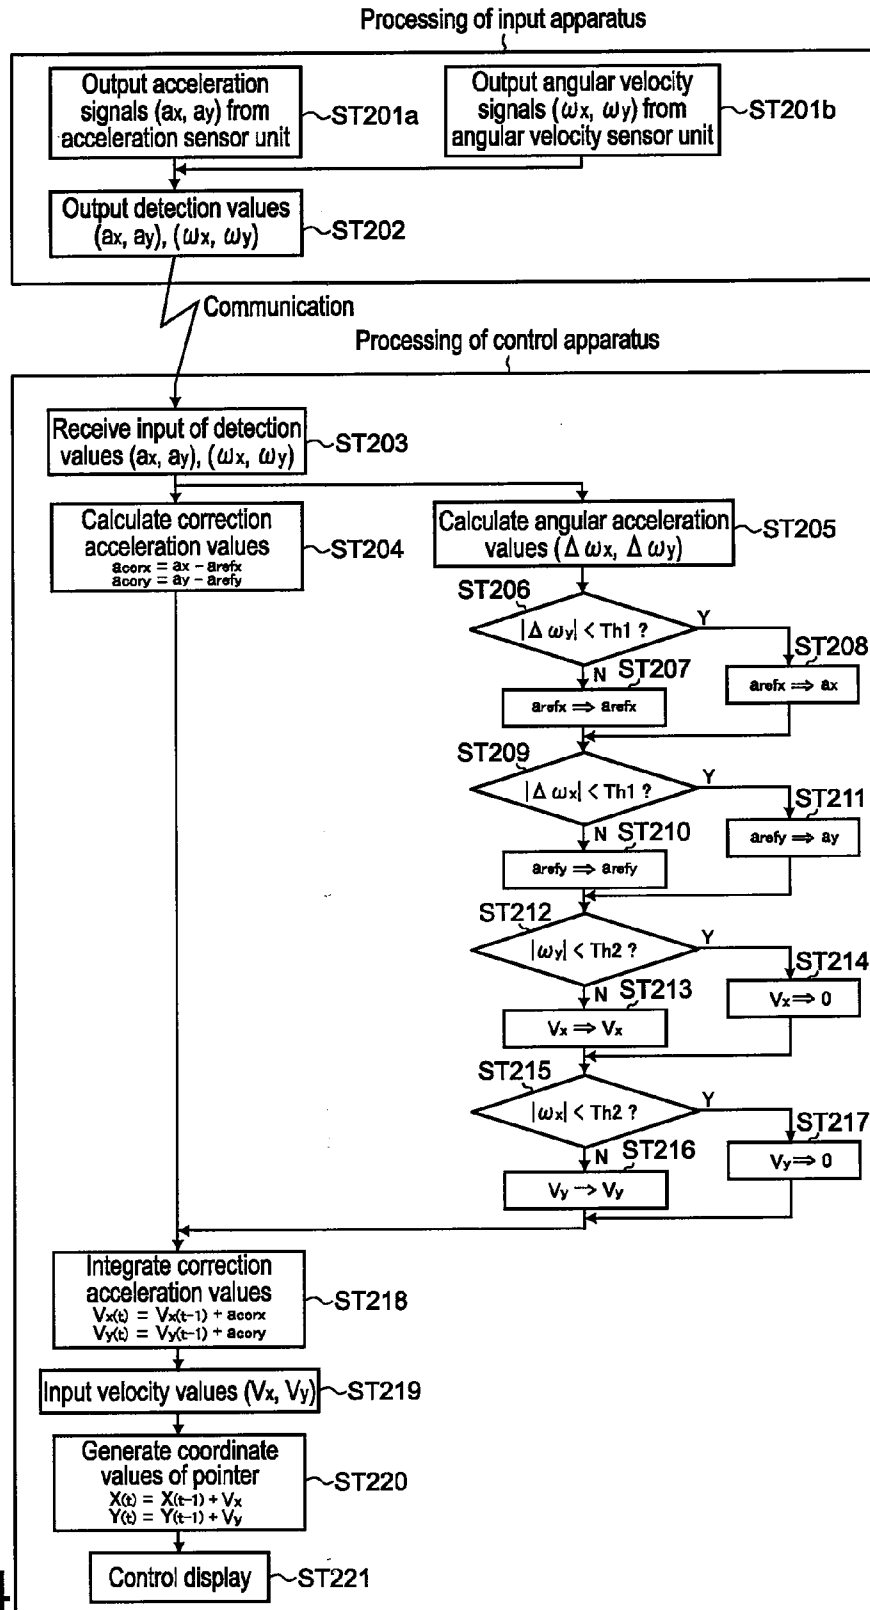 Processing of input apparatus
Output acceleration
signals (ax, ay) from
acceleration sensor unit
ST201a
Output angular velocity
signals (ωx, ωy) from
angular velocity sensor unit
ST201b
Output detection values
(ax, ay), (ωx, ωy)
ST202
Communication
Processing of control apparatus
Receive input of detection
values (ax, ay), (ωx, ωy)
ST203
Calculate correction
acceleration values
acorx = ax – arefx
acory = ay – arefy
ST204
Calculate angular acceleration
values (Δωx, Δωy)
ST205
ST206
|Δωy| < Th1 ?
Y
N
ST207
arefx ⇒ arefx
ST208
arefx ⇒ ax
ST209
|Δωx| < Th1 ?
Y
N
ST210
arefy ⇒ arefy
ST211
arefy ⇒ ay
ST212
|ωy| < Th2 ?
Y
N
ST213
Vx ⇒ Vx
ST214
Vx ⇒ 0
ST215
|ωx| < Th2 ?
Y
N
ST216
Vy → Vy
ST217
Vy ⇒ 0
Integrate correction
acceleration values
Vx(t) = Vx(t-1) + acorx
Vy(t) = Vy(t-1) + acory
ST218
Input velocity values (Vx, Vy)
ST219
Generate coordinate
values of pointer
X(t) = X(t-1) + Vx
Y(t) = Y(t-1) + Vy
ST220
Control display
ST221